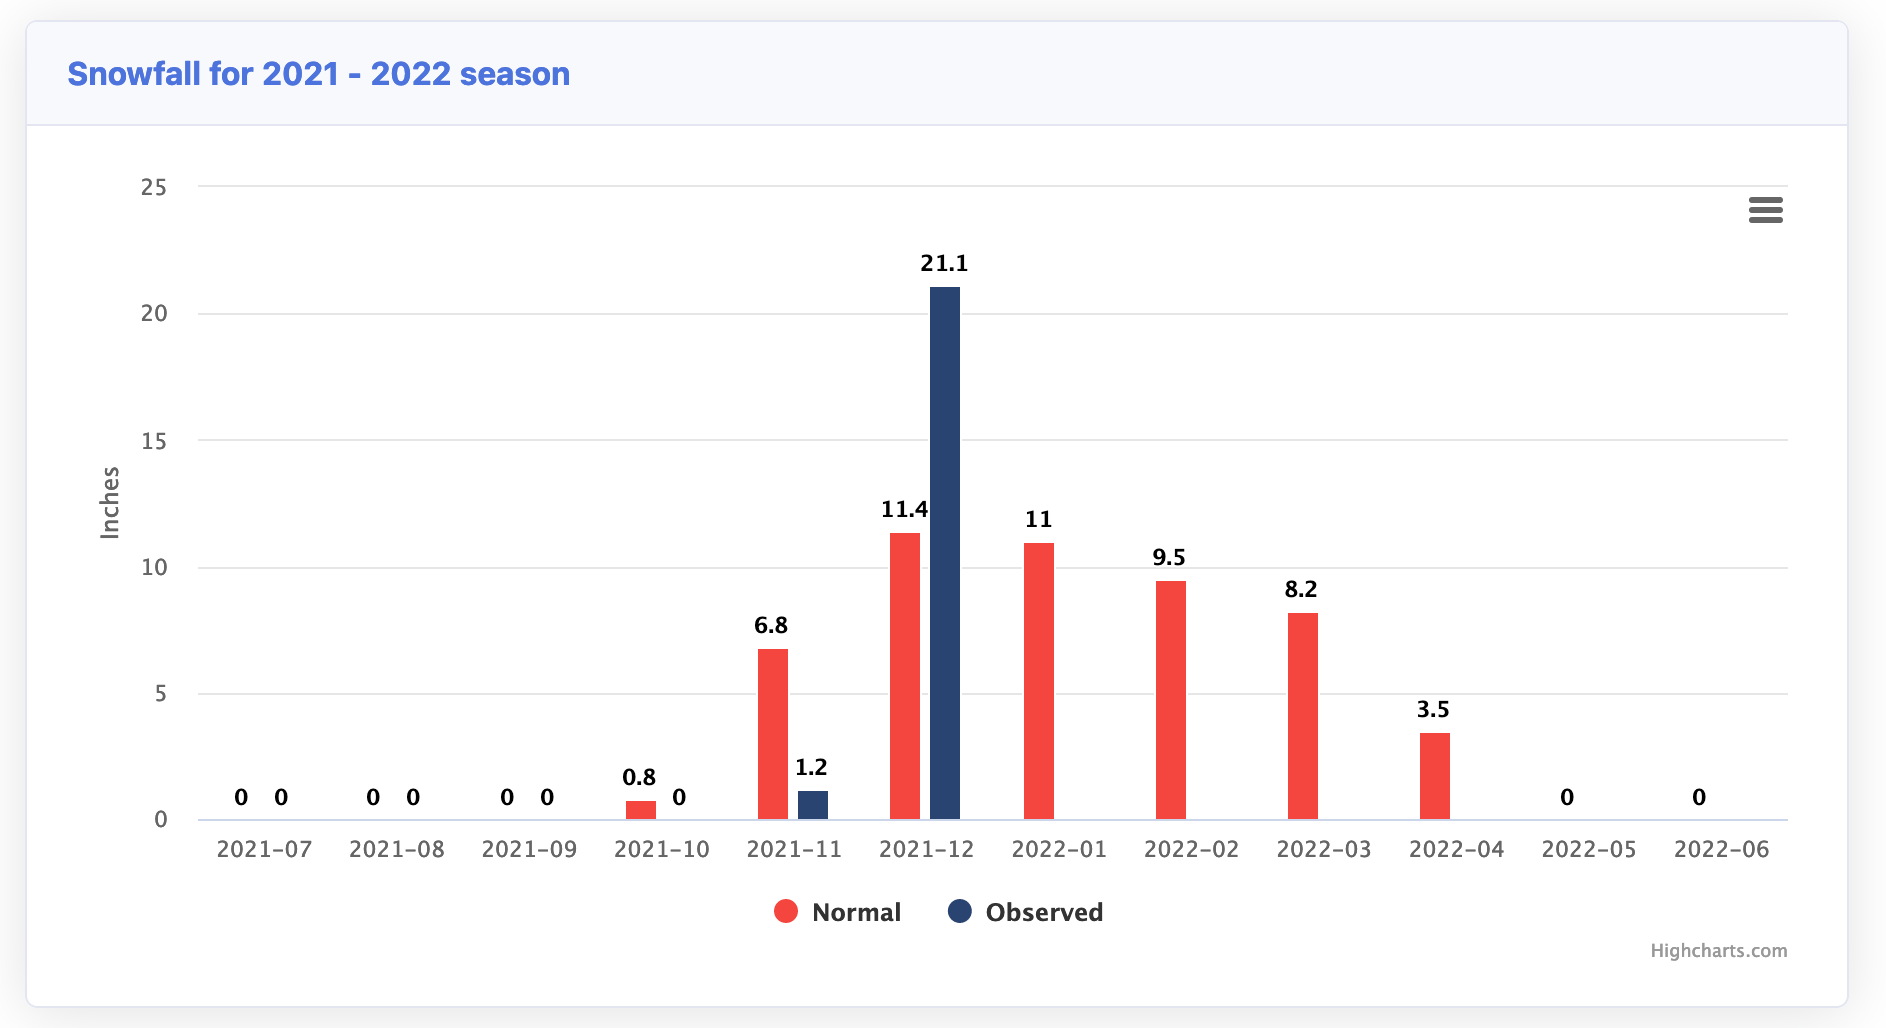 Snowfall for 2021 - 2022 season
25
20
15
10
5
0
Inches
0 0 0 0 0 0 0.8 0 6.8 1.2 11.4 21.1 11 9.5 8.2 3.5 0 0
2021-07 2021-08 2021-09 2021-10 2021-11 2021-12 2022-01 2022-02 2022-03 2022-04 2022-05 2022-06
Normal Observed
Highcharts.com